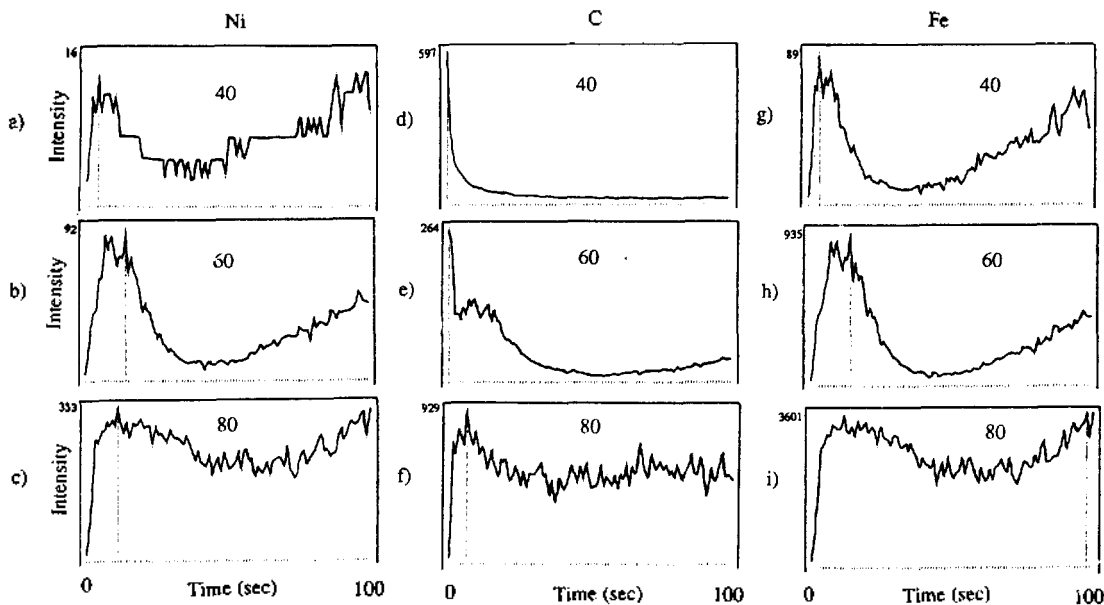 Ni C Fe
16 597 89
a) Intensity 40 d) 40 g) 40
92 264 935
b) Intensity 60 e) 60 h) 60
353 929 3601
c) Intensity 80 f) 80 i) 80
0 Time (sec) 100 0 Time (sec) 100 0 Time (sec) 100